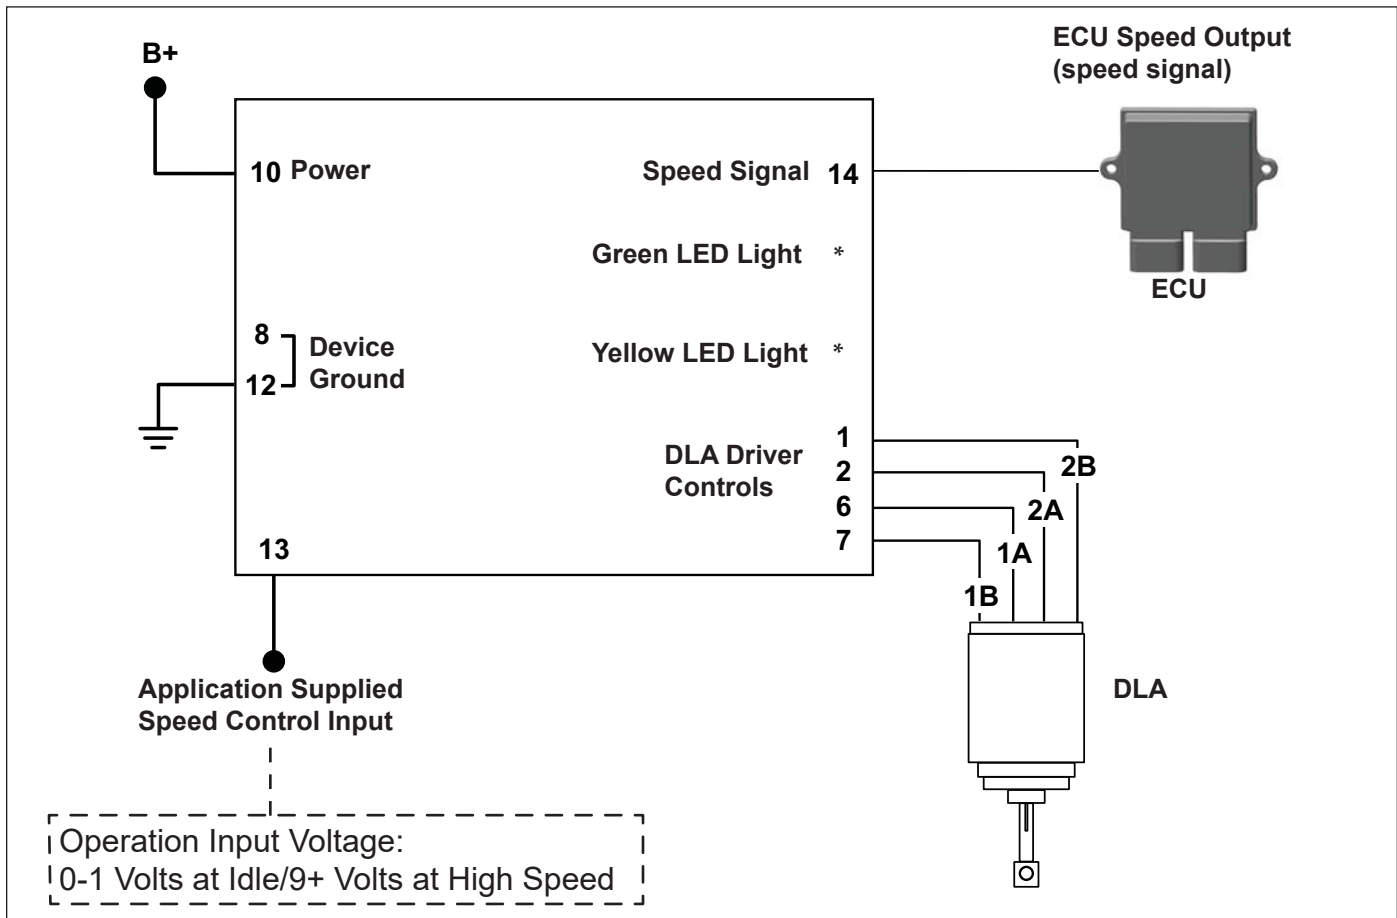 ECU Speed Output
(speed signal)
B+
10 Power
Speed Signal 14
Green LED Light *
ECU
8
Device
Ground
12
Yellow LED Light *
1
DLA Driver
Controls
2
6
7
2B
2A
1A
1B
13
Application Supplied
Speed Control Input
DLA
Operation Input Voltage:
0-1 Volts at Idle/9+ Volts at High Speed